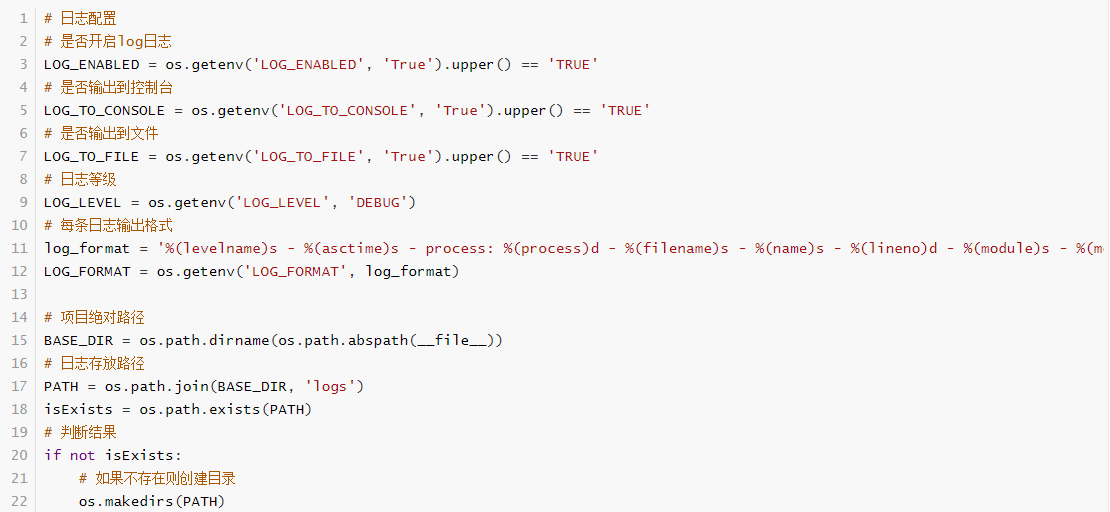 1 # 日志配置
2 # 是否开启log日志
3 LOG_ENABLED = os.getenv('LOG_ENABLED', 'True').upper() == 'TRUE'
4 # 是否输出到控制台
5 LOG_TO_CONSOLE = os.getenv('LOG_TO_CONSOLE', 'True').upper() == 'TRUE'
6 # 是否输出到文件
7 LOG_TO_FILE = os.getenv('LOG_TO_FILE', 'True').upper() == 'TRUE'
8 # 日志等级
9 LOG_LEVEL = os.getenv('LOG_LEVEL', 'DEBUG')
10 # 每条日志输出格式
11 log_format = '%(levelname)s - %(asctime)s - process: %(process)d - %(filename)s - %(name)s - %(lineno)d - %(module)s - %(m
12 LOG_FORMAT = os.getenv('LOG_FORMAT', log_format)
13
14 # 项目绝对路径
15 BASE_DIR = os.path.dirname(os.path.abspath(__file__))
16 # 日志存放路径
17 PATH = os.path.join(BASE_DIR, 'logs')
18 isExists = os.path.exists(PATH)
19 # 判断结果
20 if not isExists:
21     # 如果不存在则创建目录
22     os.makedirs(PATH)